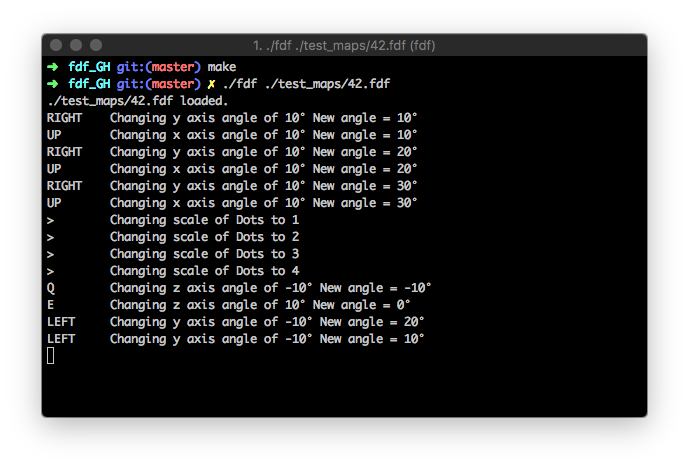 1. ./fdf ./test_maps/42.fdf (fdf)
➜ fdf_GH git:(master) make
➜ fdf_GH git:(master) ✗ ./fdf ./test_maps/42.fdf
./test_maps/42.fdf loaded.
RIGHT Changing y axis angle of 10° New angle = 10°
UP Changing x axis angle of 10° New angle = 10°
RIGHT Changing y axis angle of 10° New angle = 20°
UP Changing x axis angle of 10° New angle = 20°
RIGHT Changing y axis angle of 10° New angle = 30°
UP Changing x axis angle of 10° New angle = 30°
> Changing scale of Dots to 1
> Changing scale of Dots to 2
> Changing scale of Dots to 3
> Changing scale of Dots to 4
Q Changing z axis angle of -10° New angle = -10°
E Changing z axis angle of 10° New angle = 0°
LEFT Changing y axis angle of -10° New angle = 20°
LEFT Changing y axis angle of -10° New angle = 10°